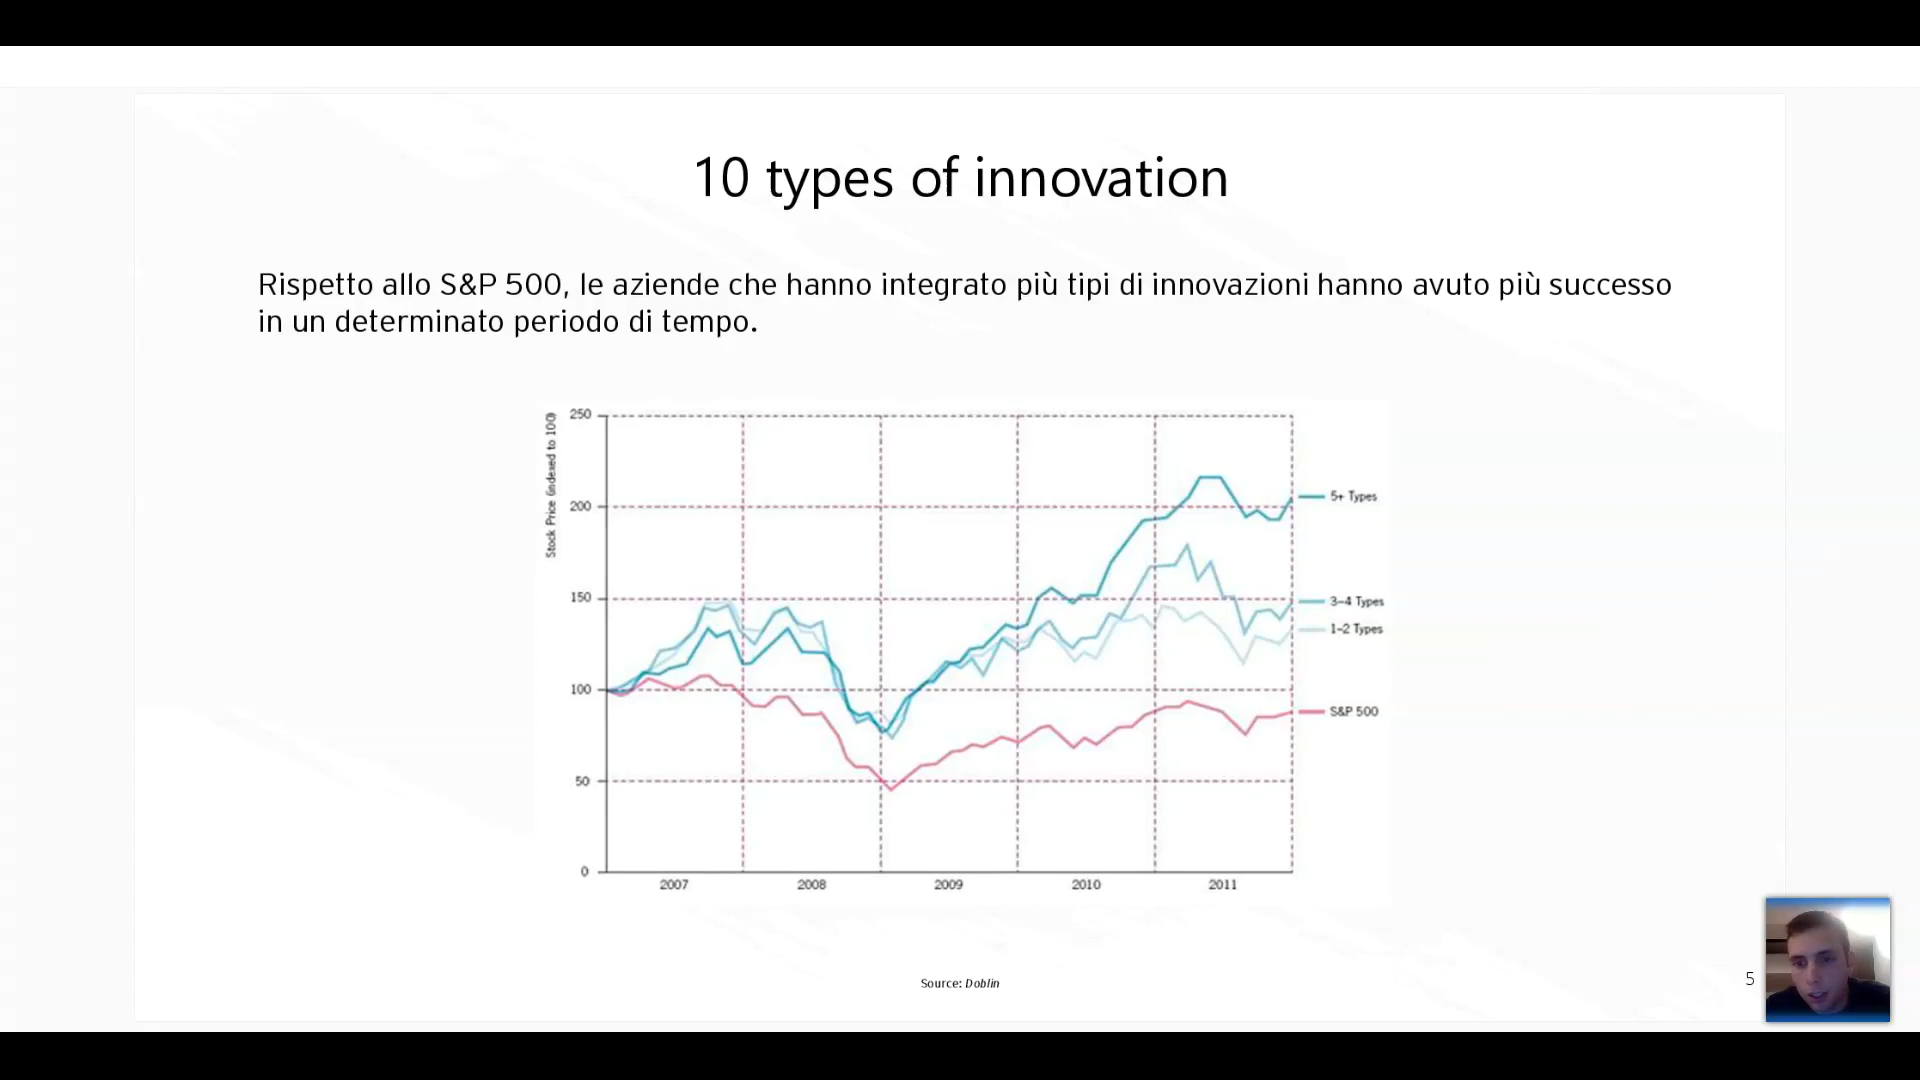 10 types of innovation
Rispetto allo S&P 500, le aziende che hanno integrato più tipi di innovazioni hanno avuto più successo
in un determinato periodo di tempo.
Stock Price (indexed to 100)
250
200
150
100
50
0
2007 2008 2009 2010 2011
5+ Types
3–4 Types
1–2 Types
S&P 500
Source: Doblin
5